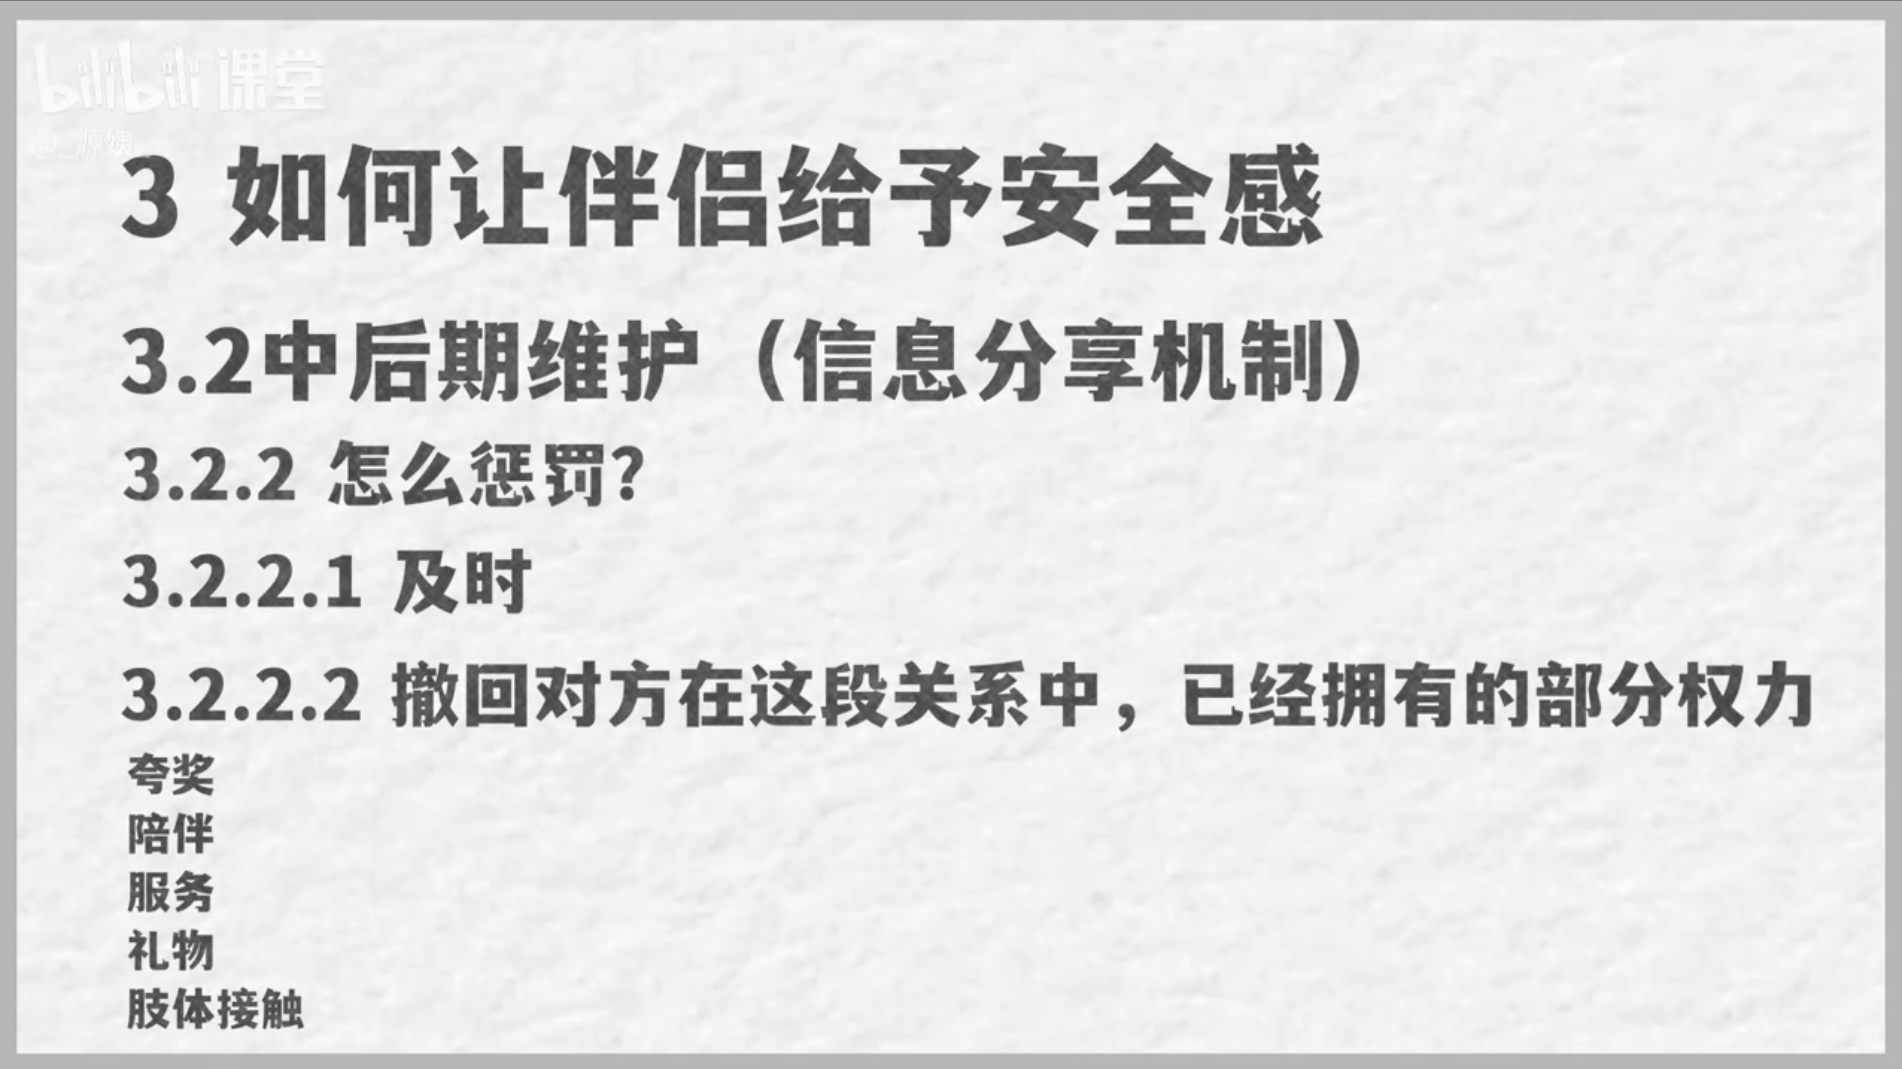 bilibili 课堂
3 如何让伴侣给予安全感
3.2中后期维护（信息分享机制）
3.2.2 怎么惩罚?
3.2.2.1 及时
3.2.2.2 撤回对方在这段关系中，已经拥有的部分权力
夸奖
陪伴
服务
礼物
肢体接触